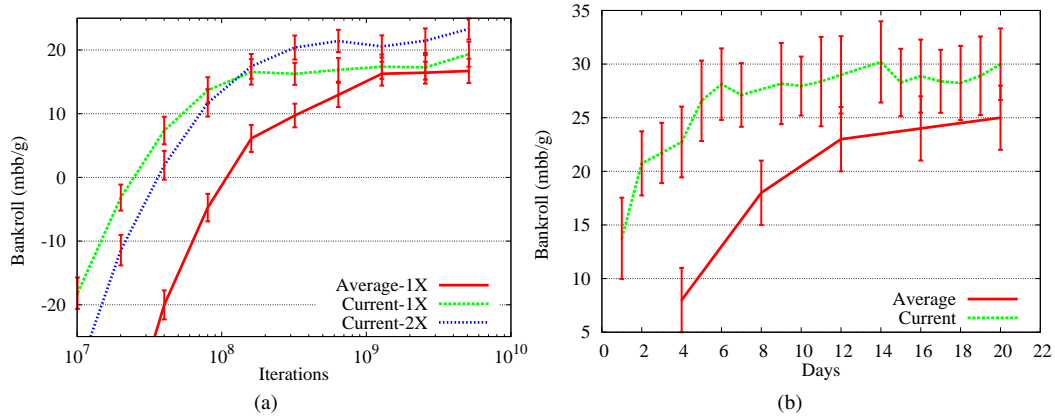 Bankroll (mbb/g)
20
10
0
-10
-20
Average-1X
Current-1X
Current-2X
10^7
10^8
10^9
10^10
Iterations
(a)
Bankroll (mbb/g)
35
30
25
20
15
10
5
Average
Current
0 2 4 6 8 10 12 14 16 18 20
Days
(b)